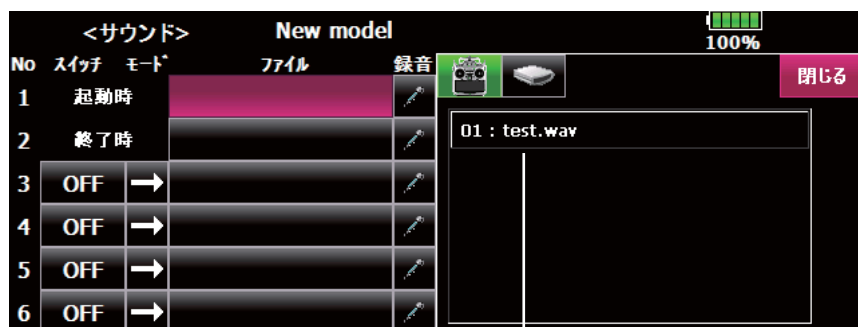 <サウンド> New model 100%
No スイッチ モード ファイル 録音 閉じる
1 起動時
2 終了時
01 : test.wav
3 OFF →
4 OFF →
5 OFF →
6 OFF →